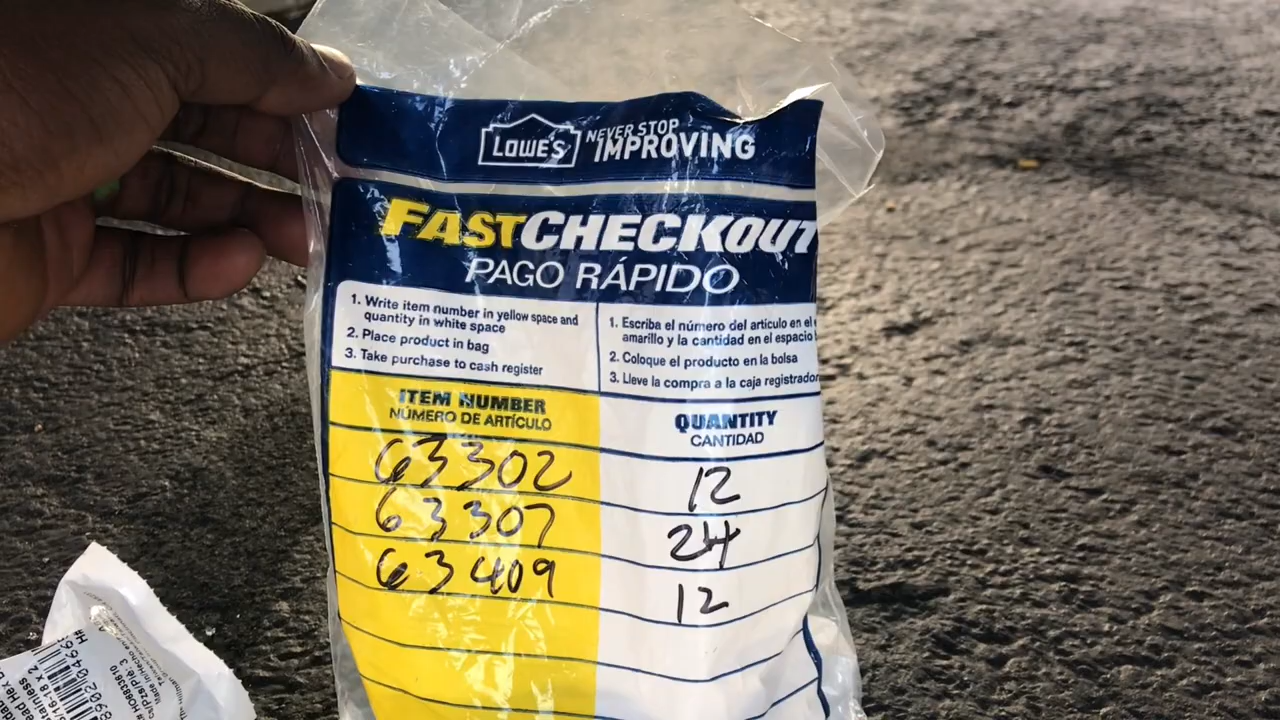 LOWE'S NEVER STOP IMPROVING
FASTCHECKOUT
PAGO RÁPIDO
1. Write item number in yellow space and
quantity in white space
2. Place product in bag
3. Take purchase to cash register
1. Escriba el número del artículo en el
amarillo y la cantidad en el espacio
2. Coloque el producto en la bolsa
3. Lleve la compra a la caja registrador
ITEM NUMBER
NÚMERO DE ARTÍCULO
QUANTITY
CANTIDAD
63302 12
63307 24
63409 12